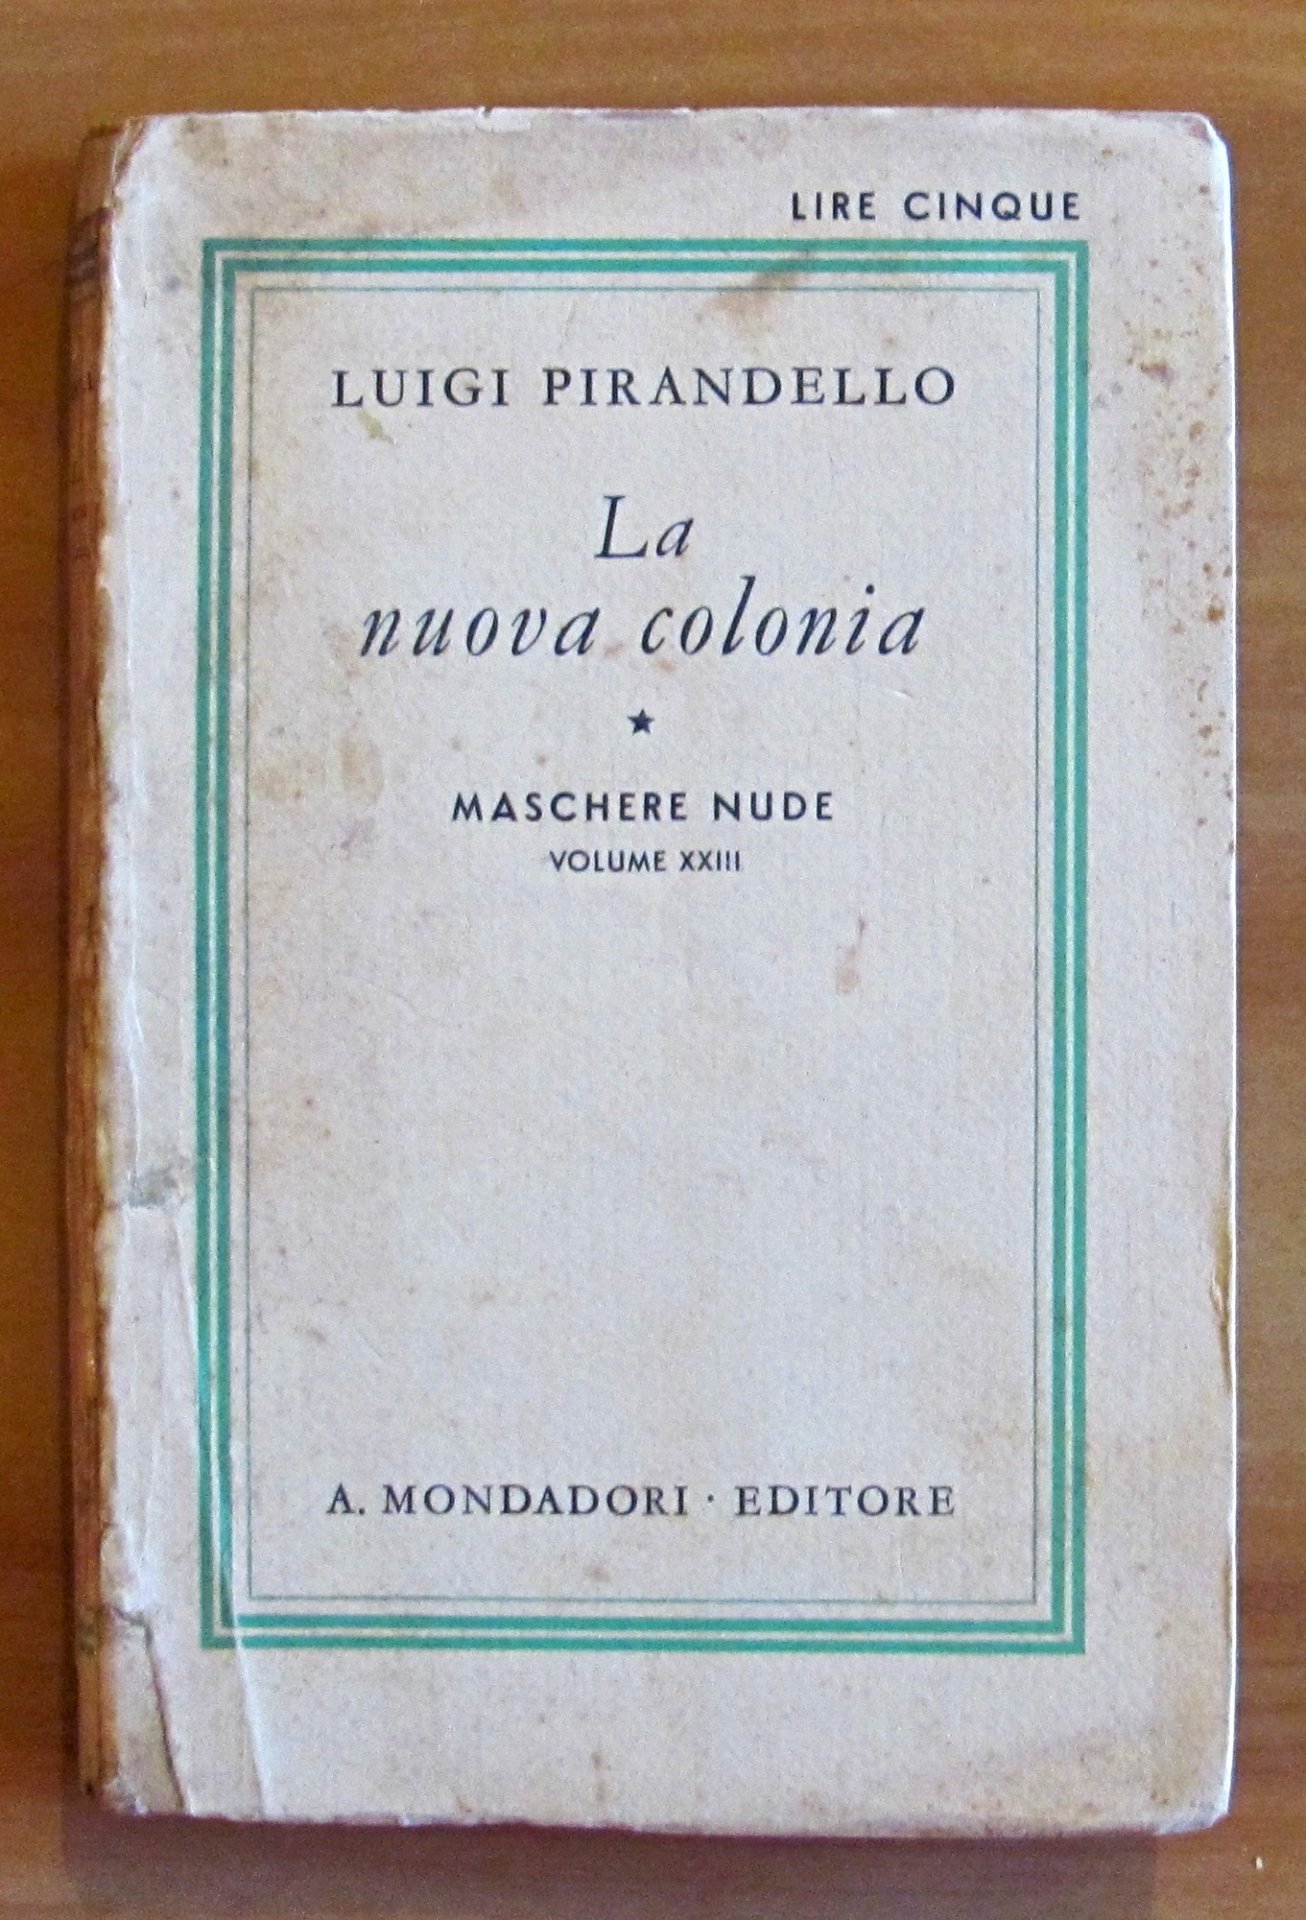 LIRE CINQUE
LUIGI PIRANDELLO
La
nuova colonia
★
MASCHERE NUDE
VOLUME XXIII
A. MONDADORI · EDITORE